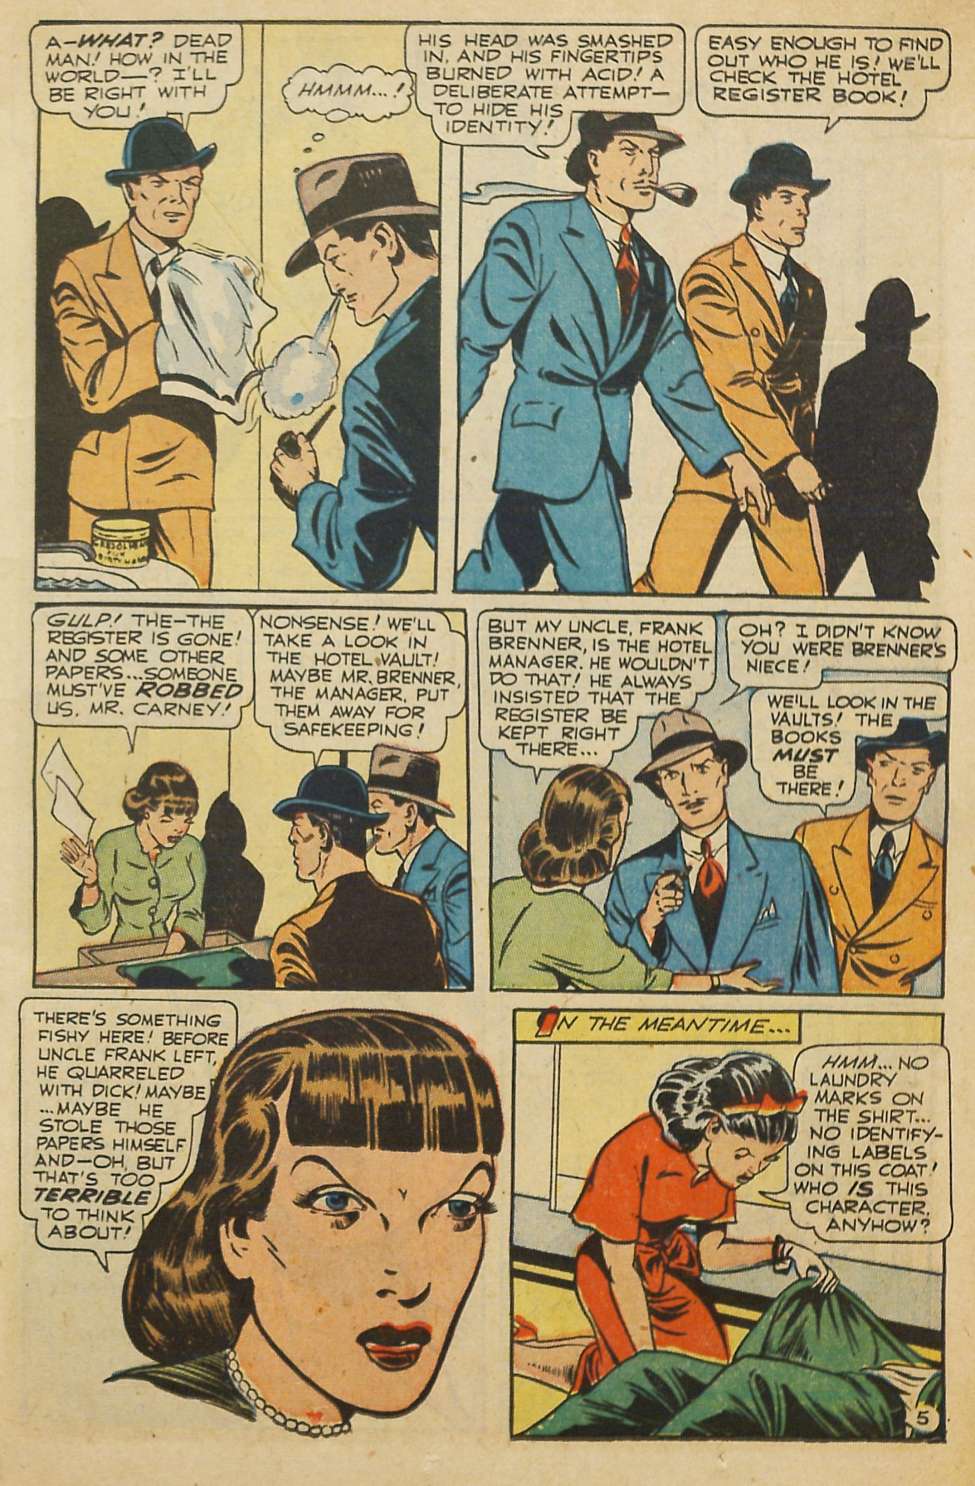 A-WHAT? DEAD
MAN! HOW IN THE
WORLD—? I'LL
BE RIGHT WITH
YOU!
HMMM...!
HIS HEAD WAS SMASHED
IN, AND HIS FINGERTIPS
BURNED WITH ACID! A
DELIBERATE ATTEMPT—
TO HIDE HIS
IDENTITY!
EASY ENOUGH TO FIND
OUT WHO HE IS! WE'LL
CHECK THE HOTEL
REGISTER BOOK!
GULP! THE—THE
REGISTER IS GONE!
AND SOME OTHER
PAPERS...SOMEONE
MUST'VE ROBBED
US, MR. CARNEY!
NONSENSE! WE'LL
TAKE A LOOK IN
THE HOTEL VAULT!
MAYBE MR. BRENNER,
THE MANAGER, PUT
THEM AWAY FOR
SAFEKEEPING!
BUT MY UNCLE, FRANK
BRENNER, IS THE HOTEL
MANAGER. HE WOULDN'T
DO THAT! HE ALWAYS
INSISTED THAT THE
REGISTER BE
KEPT RIGHT
THERE...
OH? I DIDN'T KNOW
YOU WERE BRENNER'S
NIECE!
WE'LL LOOK IN THE
VAULTS! THE
BOOKS
MUST
BE
THERE!
THERE'S SOMETHING
FISHY HERE! BEFORE
UNCLE FRANK LEFT,
HE QUARRELED
WITH DICK! MAYBE
...MAYBE HE
STOLE THOSE
PAPERS HIMSELF
AND—OH, BUT
THAT'S TOO
TERRIBLE
TO THINK
ABOUT!
IN THE MEANTIME...
HMM...NO
LAUNDRY
MARKS ON
THE SHIRT...
NO IDENTIFY-
ING LABELS
ON THIS COAT!
WHO IS THIS
CHARACTER,
ANYHOW?
5